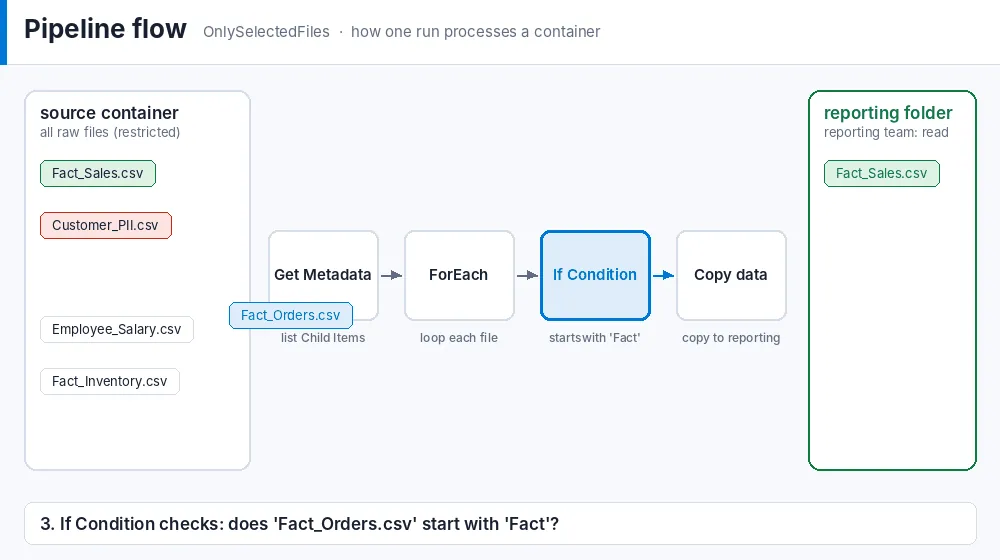 Pipeline flow OnlySelectedFiles · how one run processes a container
source container
all raw files (restricted)
Fact_Sales.csv
Customer_PII.csv
Employee_Salary.csv
Fact_Inventory.csv
Get Metadata
Fact_Orders.csv
list Child Items
ForEach
loop each file
If Condition
startswith 'Fact'
Copy data
copy to reporting
reporting folder
reporting team: read
Fact_Sales.csv
3. If Condition checks: does 'Fact_Orders.csv' start with 'Fact'?